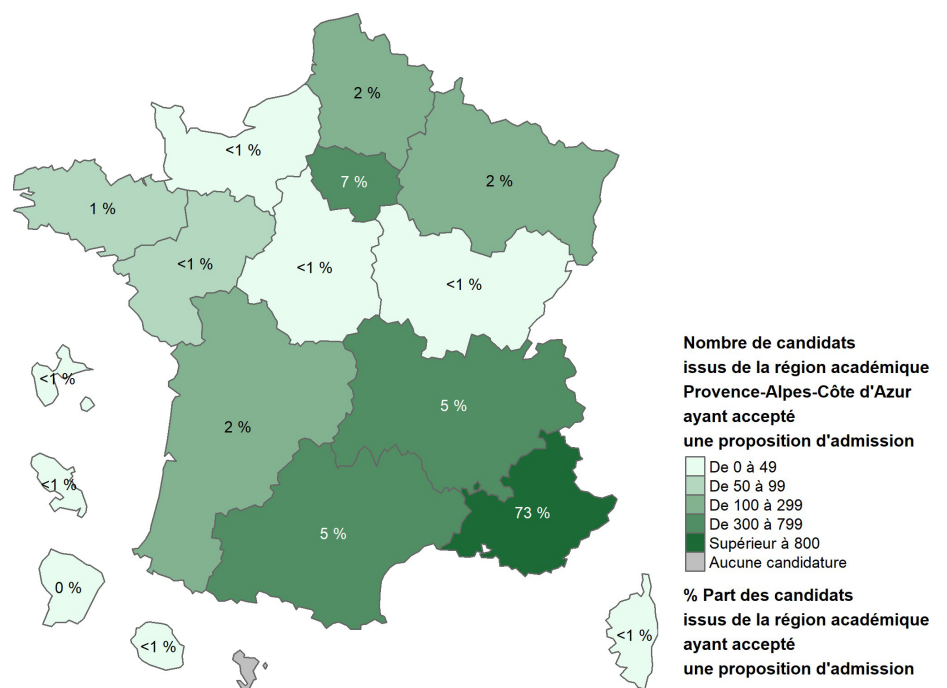 2 %
<1 %
7 %
2 %
1 %
<1 %
<1 %
<1 %
<1 %
2 %
5 %
<1 %
73 %
5 %
0 %
<1 %
<1 %
Nombre de candidats
issus de la région académique
Provence-Alpes-Côte d'Azur
ayant accepté
une proposition d'admission
De 0 à 49
De 50 à 99
De 100 à 299
De 300 à 799
Supérieur à 800
Aucune candidature
% Part des candidats
issus de la région académique
ayant accepté
une proposition d'admission